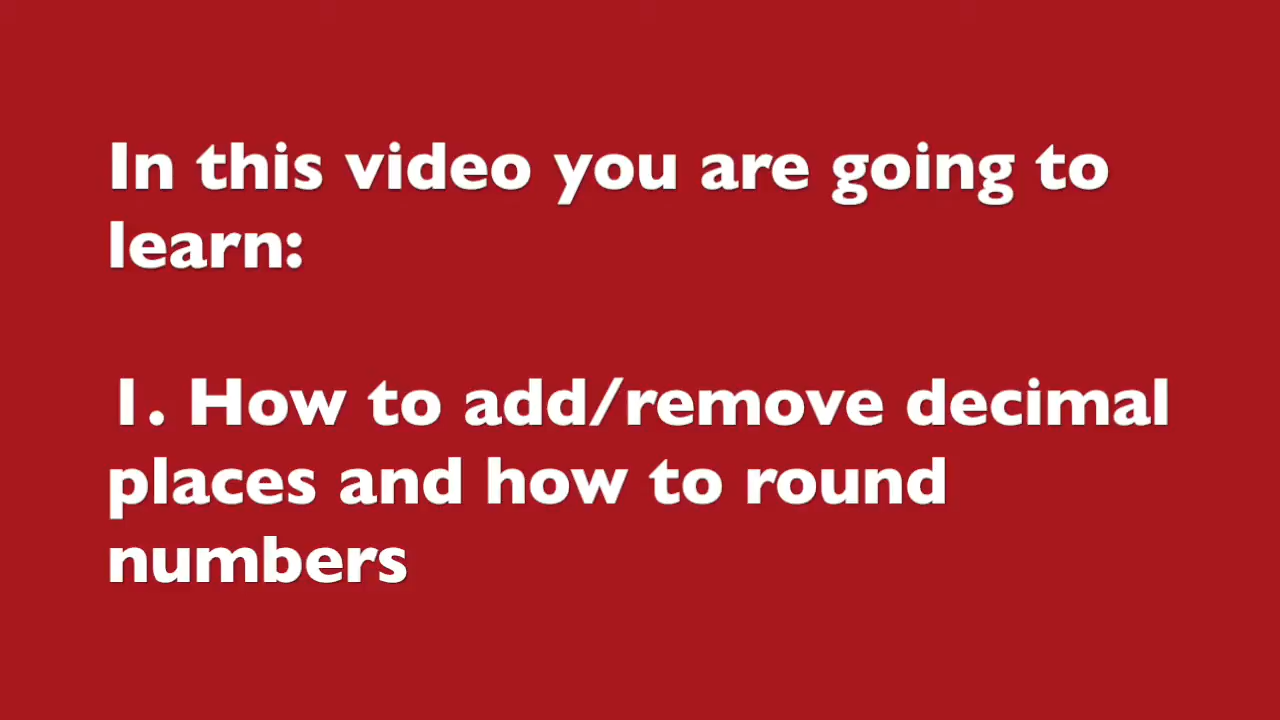 In this video you are going to
learn:
1. How to add/remove decimal
places and how to round
numbers